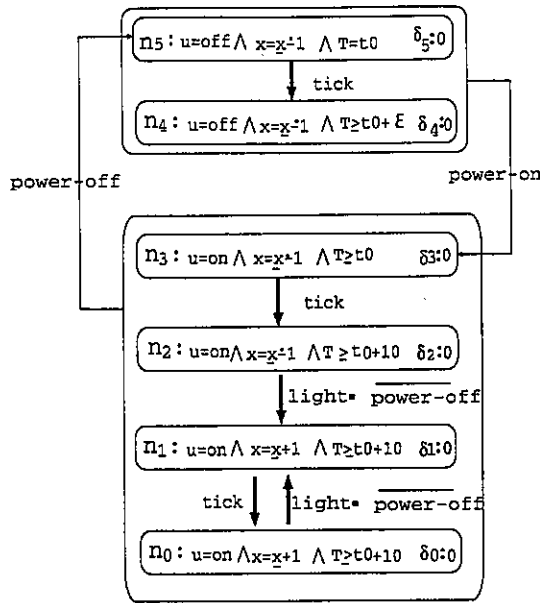 n5: u=off ∧ x=x-1 ∧ T=t0 δ5:0
tick
n4: u=off ∧ x=x-1 ∧ T≥t0+ε δ4:0
power-off
power-on
n3: u=on ∧ x=x-1 ∧ T≥t0 δ3:0
tick
n2: u=on ∧ x=x-1 ∧ T≥t0+10 δ2:0
light▪ power-off
n1: u=on ∧ x=x+1 ∧ T≥t0+10 δ1:0
tick
light▪ power-off
n0: u=on ∧ x=x+1 ∧ T≥t0+10 δ0:0